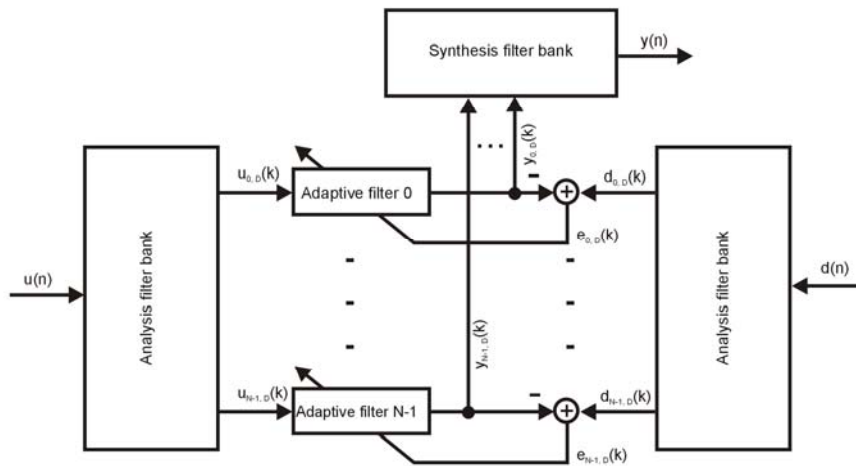 Synthesis filter bank
y(n)
...
y0, D(k)
u0, D(k)
Adaptive filter 0
-
d0, D(k)
e0, D(k)
u(n)
Analysis filter bank
yN-1, D(k)
Analysis filter bank
d(n)
uN-1, D(k)
Adaptive filter N-1
-
dN-1, D(k)
eN-1, D(k)